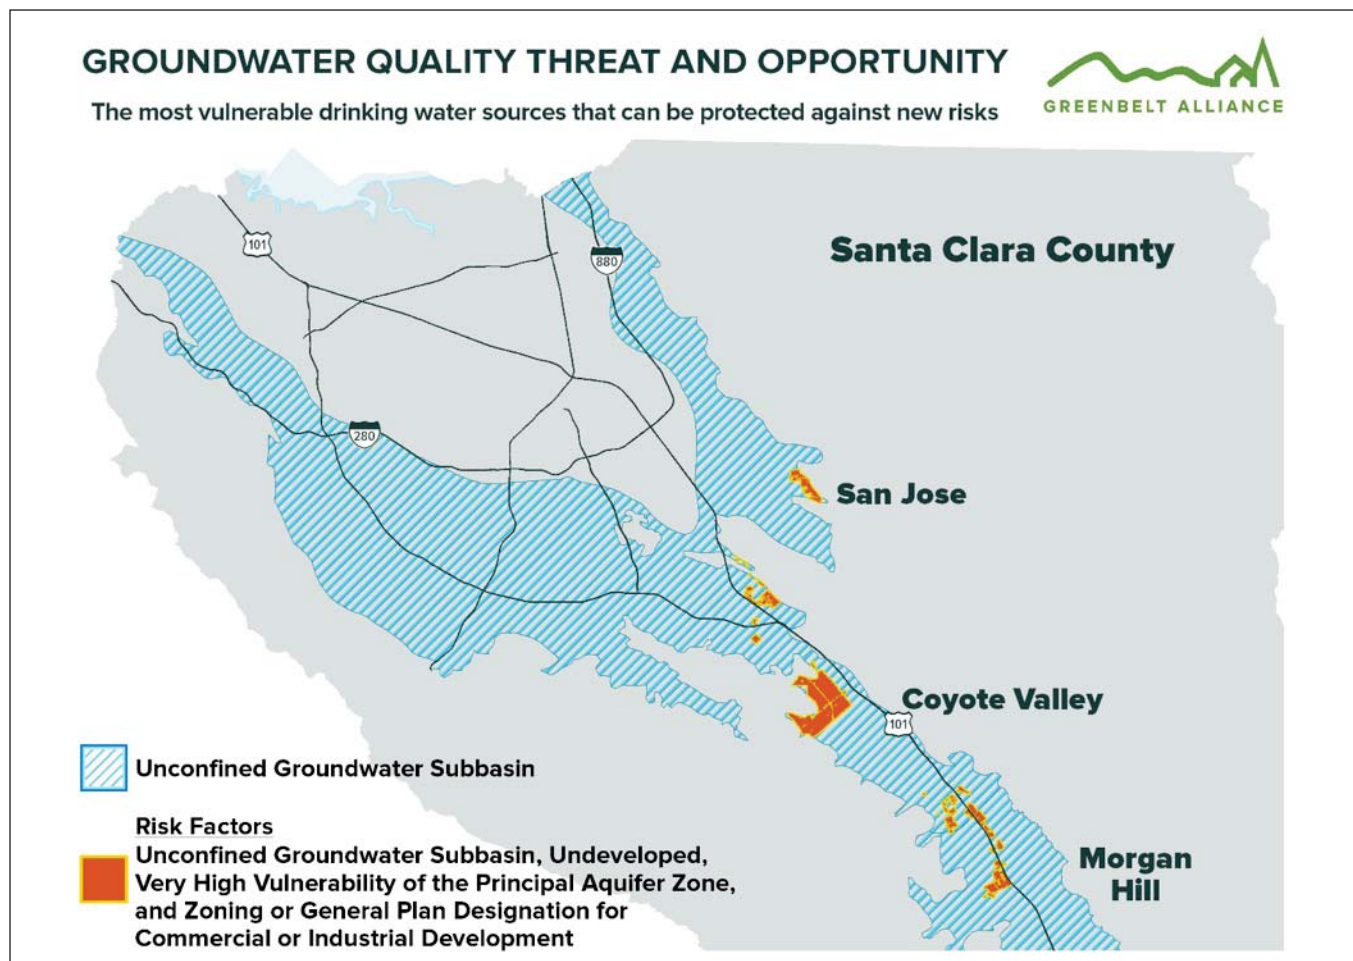 GROUNDWATER QUALITY THREAT AND OPPORTUNITY
The most vulnerable drinking water sources that can be protected against new risks
GREENBELT ALLIANCE
101
880
Santa Clara County
280
San Jose
Coyote Valley
101
Morgan
Hill
Unconfined Groundwater Subbasin
Risk Factors
Unconfined Groundwater Subbasin, Undeveloped,
Very High Vulnerability of the Principal Aquifer Zone,
and Zoning or General Plan Designation for
Commercial or Industrial Development